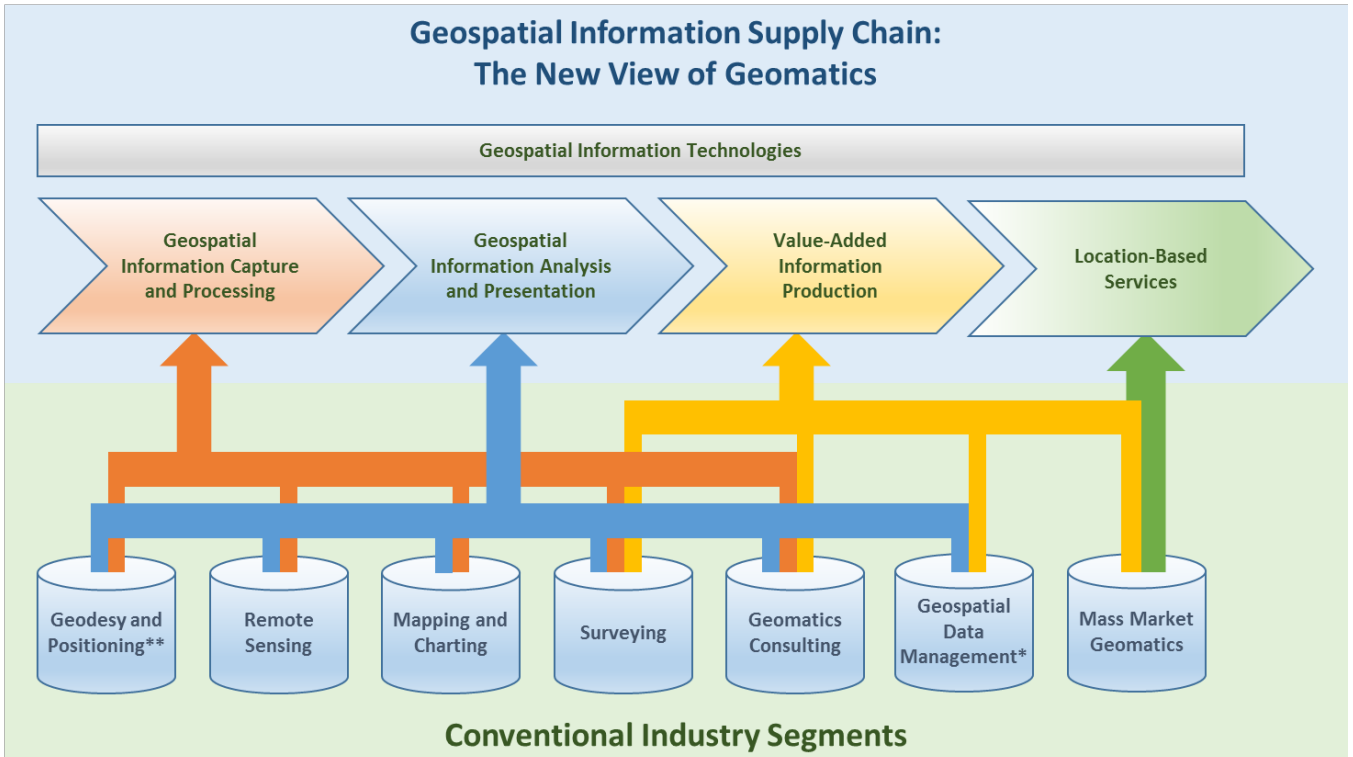 Geospatial Information Supply Chain:
The New View of Geomatics
Geospatial Information Technologies
Geospatial
Information Capture
and Processing
Geospatial
Information Analysis
and Presentation
Value-Added
Information
Production
Location-Based
Services
Geodesy and
Positioning**
Remote
Sensing
Mapping and
Charting
Surveying
Geomatics
Consulting
Geospatial
Data
Management*
Mass Market
Geomatics
Conventional Industry Segments